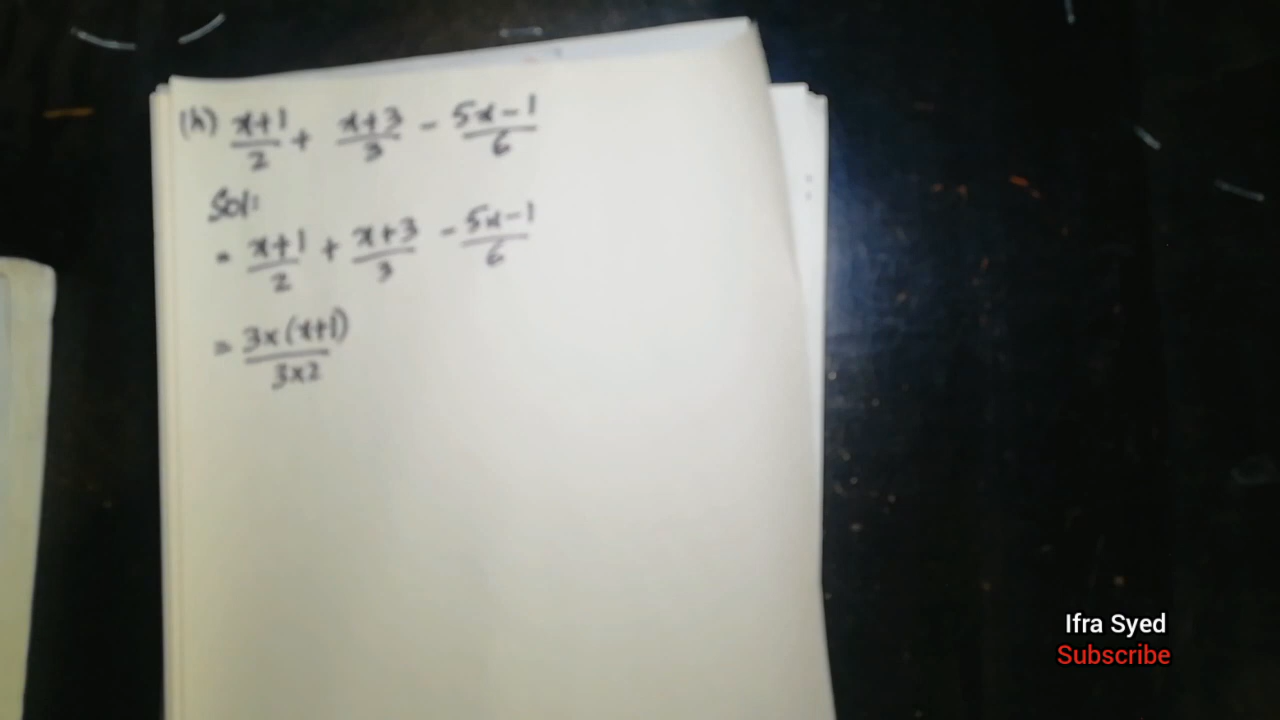 (h) x+1/2 + x+3/3 - 5x-1/6
Sol:
= x+1/2 + x+3/3 - 5x-1/6
= 3x(x+1)/3x2
Ifra Syed
Subscribe